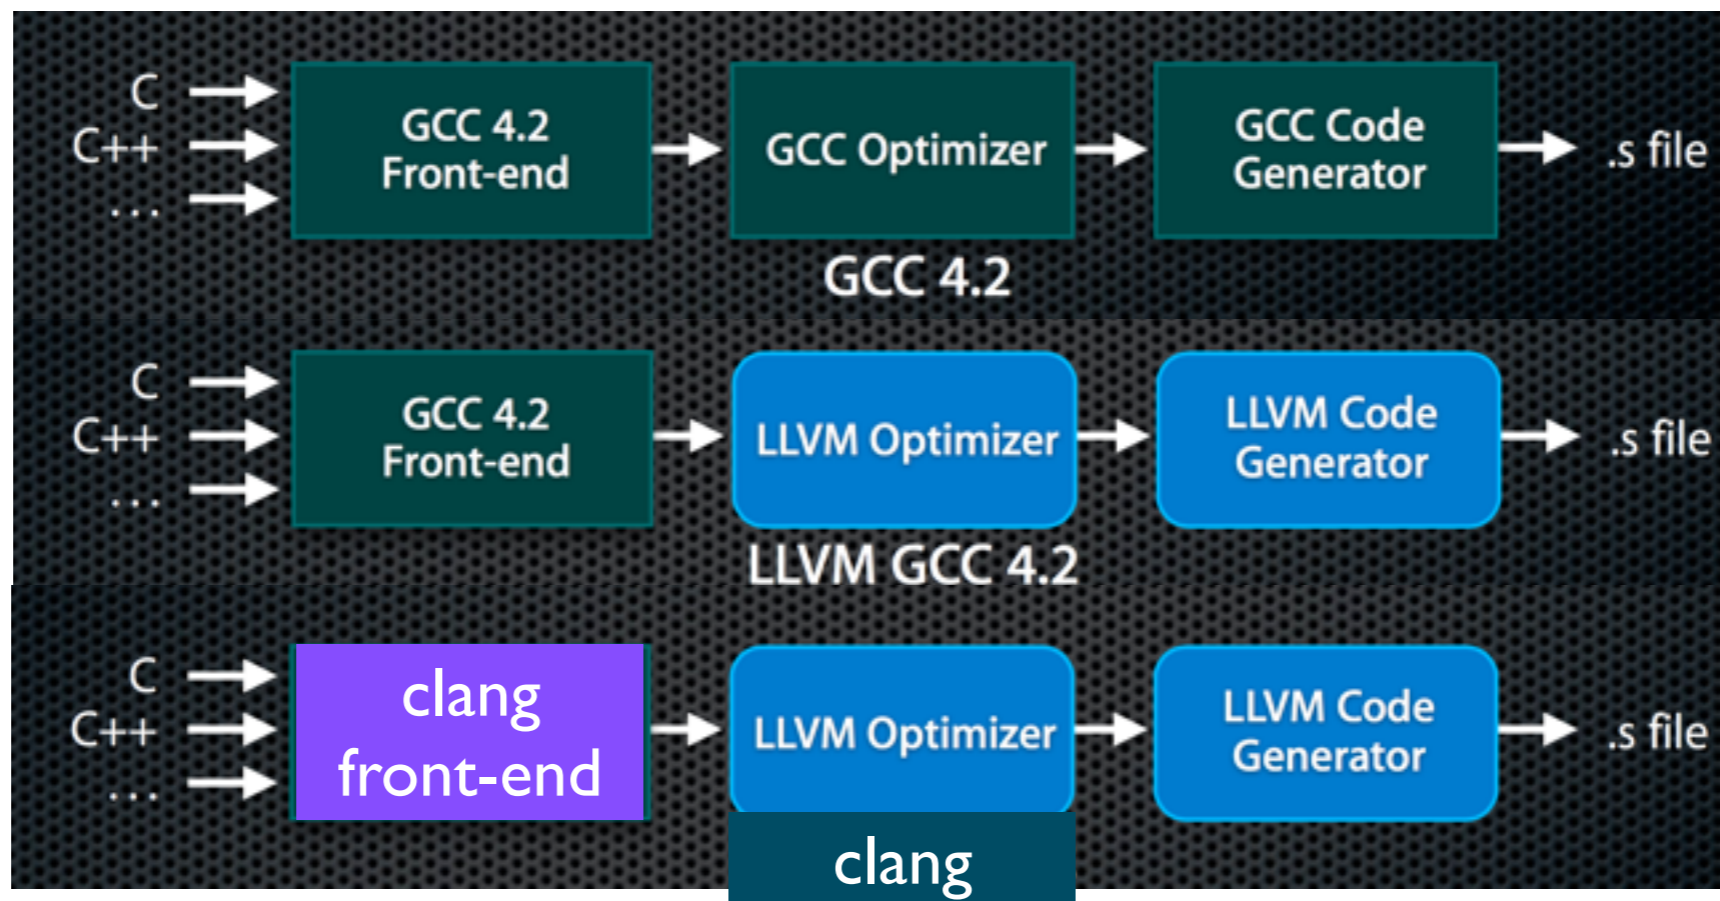 C
C++
...
GCC 4.2
Front-end
GCC Optimizer
GCC Code
Generator
.s file
GCC 4.2
C
C++
...
GCC 4.2
Front-end
LLVM Optimizer
LLVM Code
Generator
.s file
LLVM GCC 4.2
C
C++
...
clang
front-end
LLVM Optimizer
LLVM Code
Generator
.s file
clang